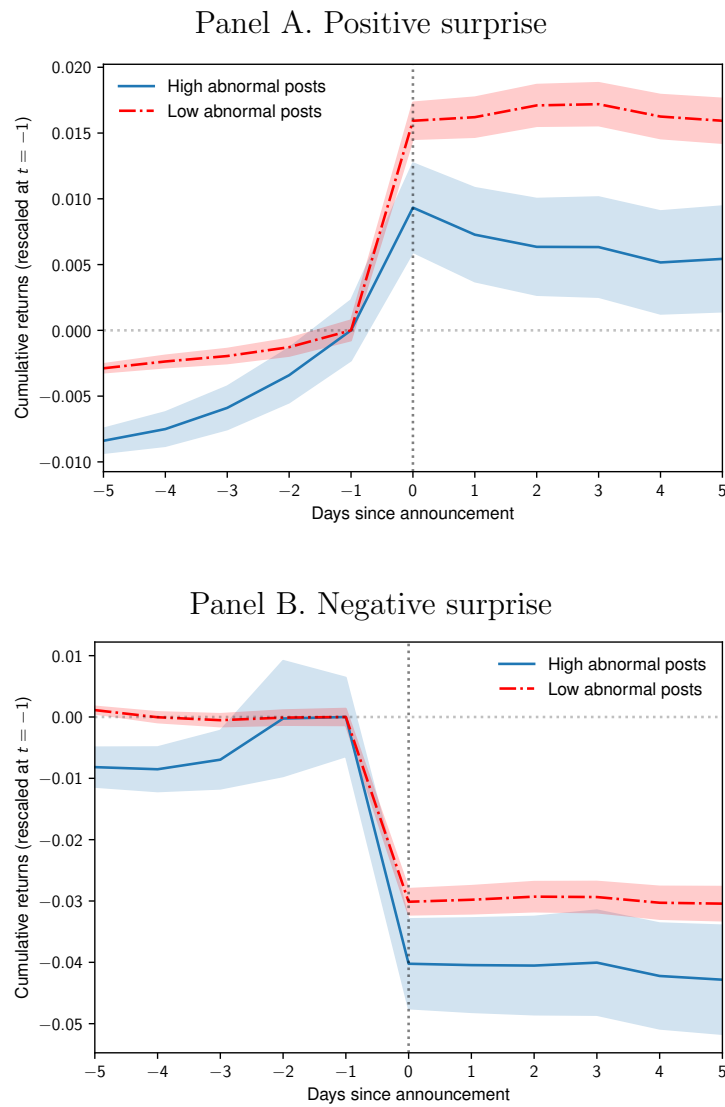 Panel A. Positive surprise
0.020
0.015
0.010
0.005
0.000
−0.005
−0.010
Cumulative returns (rescaled at t = −1)
High abnormal posts
Low abnormal posts
−5 −4 −3 −2 −1 0 1 2 3 4 5
Days since announcement
Panel B. Negative surprise
0.01
0.00
−0.01
−0.02
−0.03
−0.04
−0.05
Cumulative returns (rescaled at t = −1)
High abnormal posts
Low abnormal posts
−5 −4 −3 −2 −1 0 1 2 3 4 5
Days since announcement